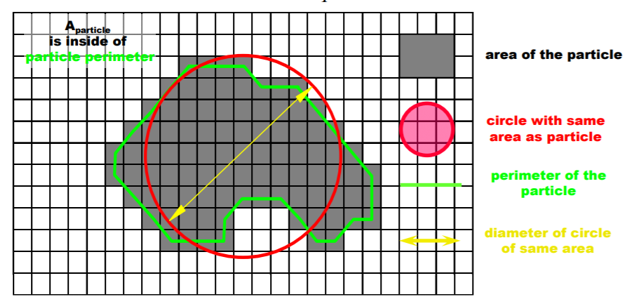 Aparticle
is inside of
particle perimeter
area of the particle
circle with same
area as particle
perimeter of the
particle
diameter of circle
of same area